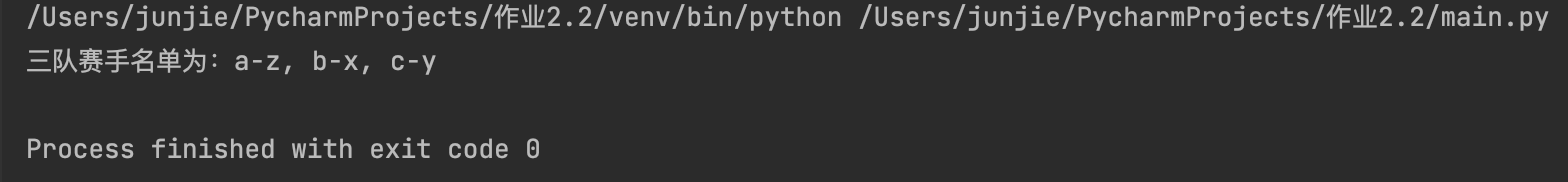 /Users/junjie/PycharmProjects/作业2.2/venv/bin/python /Users/junjie/PycharmProjects/作业2.2/main.py
三队赛手名单为：a-z, b-x, c-y
Process finished with exit code 0